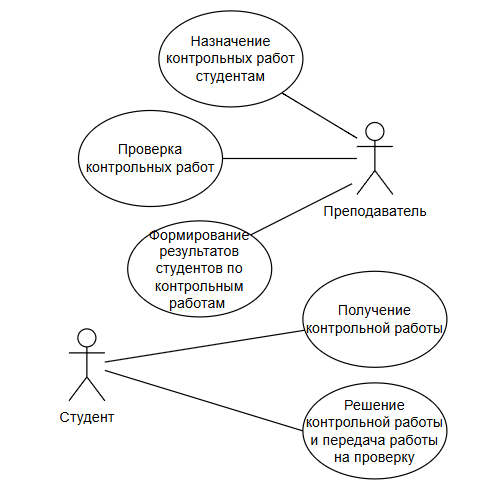 Назначение
контрольных работ
студентам
Проверка
контрольных работ
Преподаватель
Формирование
результатов
студентов по
контрольным
работам
Получение
контрольной работы
Студент
Решение
контрольной работы
и передача работы
на проверку